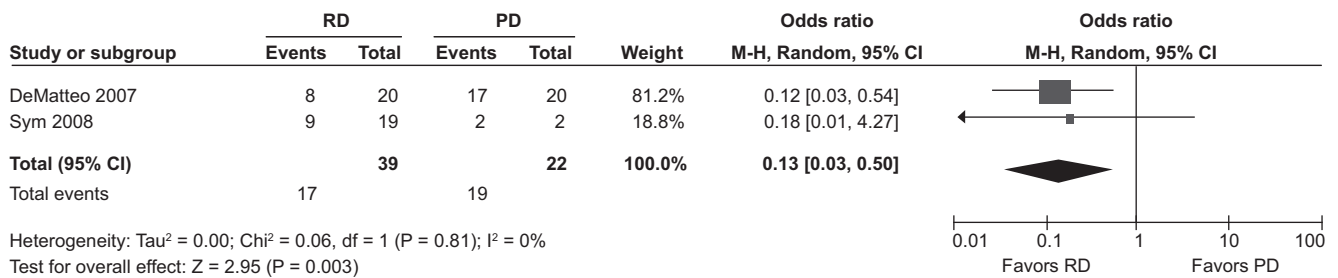 RD PD Odds ratio Odds ratio
Study or subgroup Events Total Events Total Weight M-H, Random, 95% CI M-H, Random, 95% CI
DeMatteo 2007 8 20 17 20 81.2% 0.12 [0.03, 0.54]
Sym 2008 9 19 2 2 18.8% 0.18 [0.01, 4.27]
Total (95% CI) 39 22 100.0% 0.13 [0.03, 0.50]
Total events 17 19
Heterogeneity: Tau² = 0.00; Chi² = 0.06, df = 1 (P = 0.81); I² = 0%
Test for overall effect: Z = 2.95 (P = 0.003)
0.01 0.1 1 10 100
Favors RD Favors PD